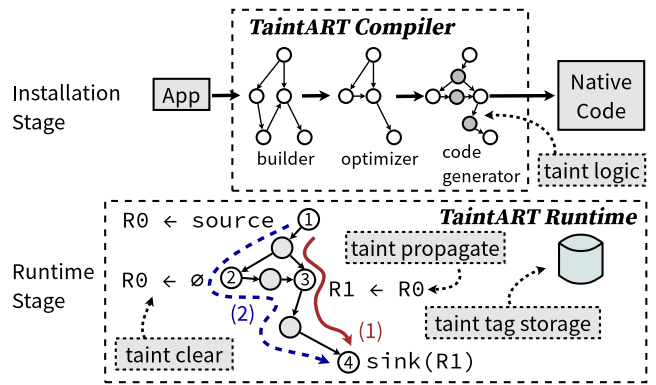 TaintART Compiler
Installation
Stage
App
builder
optimizer
code
generator
Native
Code
taint logic
TaintART Runtime
Runtime
Stage
R0 ← source
1
taint propagate
R0 ← ∅
2
3
R1 ← R0
(2)
(1)
taint tag storage
taint clear
4
sink(R1)